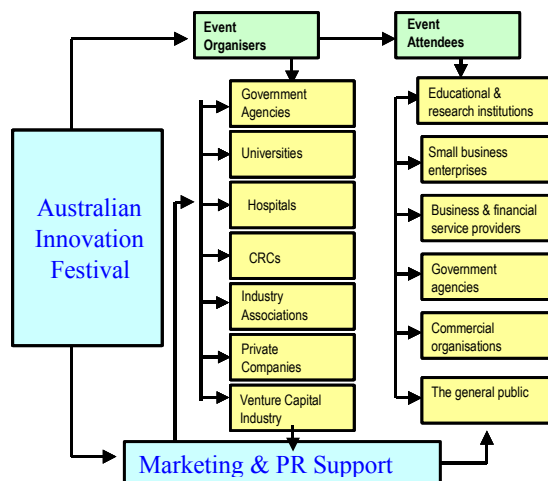 Event
Organisers
Event
Attendees
Government
Agencies
Universities
Hospitals
CRCs
Industry
Associations
Private
Companies
Venture Capital
Industry
Educational &
research institutions
Small business
enterprises
Business & financial
service providers
Government
agencies
Commercial
organisations
The general public
Australian
Innovation
Festival
Marketing & PR Support